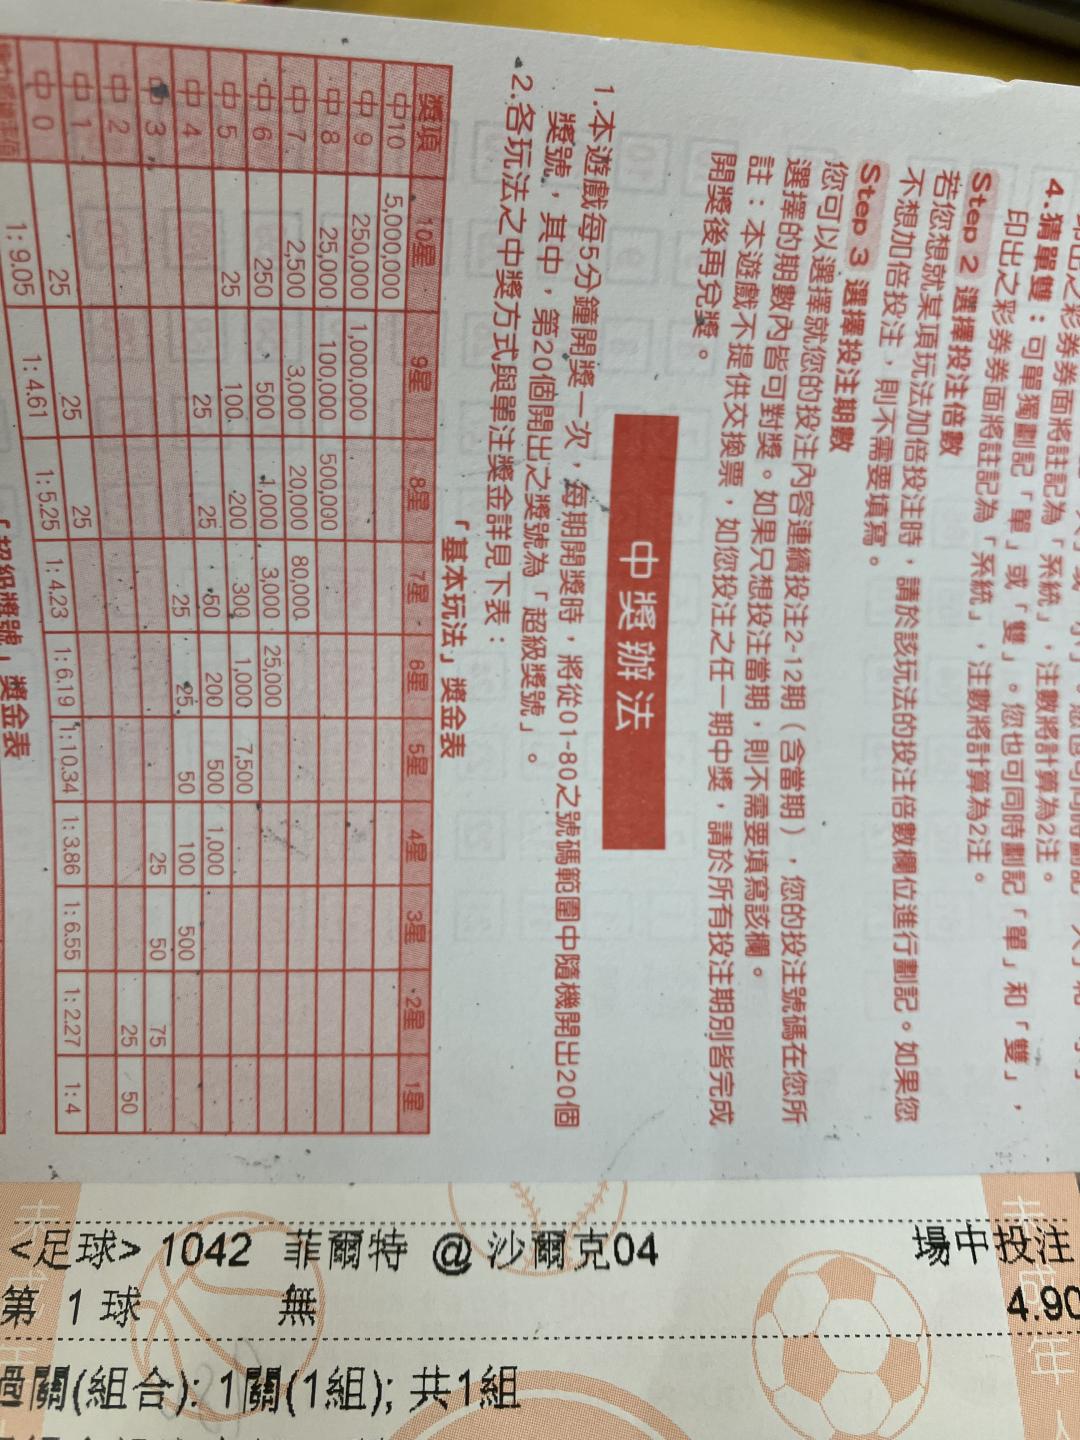 4.猜單雙：可單獨劃記「單」或「雙」。您也可同時劃記「單」和「雙」，
印出之彩券券面將註記為「系統」，注數將計算為2注。
Step 2 選擇投注倍數
若您想就某項玩法加倍投注時，請於該玩法的投注倍數欄位進行劃記。如果您
不想加倍投注，則不需要填寫。
Step 3 選擇投注期數
您可以選擇就您的投注內容連續投注2-12期（含當期），您的投注號碼在您所
選擇的期數內皆可對獎。如果只想投注當期，則不需要填寫該欄。
註：本遊戲不提供交換票，如您投注之任一期中獎，請於所有投注期別皆完成
開獎後再兌獎。
中獎辦法
1.本遊戲每5分鐘開獎一次，每期開獎時，將從01-80之號碼範圍中隨機開出20個
獎號，其中，第20個開出之獎號為「超級獎號」。
2.各玩法之中獎方式與單注獎金詳見下表：
「基本玩法」獎金表
獎項 10星 9星 8星 7星 6星 5星 4星 3星 2星 1星
中10 5,000,000
中9 250,000 1,000,000
中8 25,000 100,000 500,000
中7 2,500 3,000 20,000 80,000
中6 250 500 1,000 3,000 25,000
中5 25 100 200 300 1,000 7,500
中4 25 25 50 200 500 1,000
中3 25 25 50 100 500
中2 25 50 75
中1 25 50
中0 25 25 25
1:9.05 1:4.61 1:5.25 1:4.23 1:6.19 1:10.34 1:3.86 1:6.55 1:2.27 1:4
「超級獎號」獎金表
<足球> 1042 菲爾特 @ 沙爾克04 場中投注
第 1 球 無 4.90
過關(組合): 1關(1組); 共1組